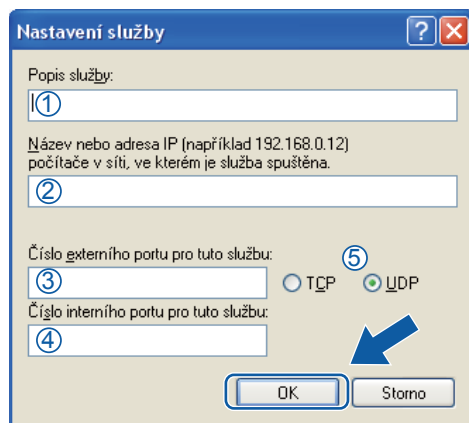 Nastavení služby
Popis služby:
①
Název nebo adresa IP (například 192.168.0.12)
počítače v síti, ve kterém je služba spuštěna.
②
Číslo externího portu pro tuto službu:
⑤
③
TCP
UDP
Číslo interního portu pro tuto službu:
④
OK
Storno